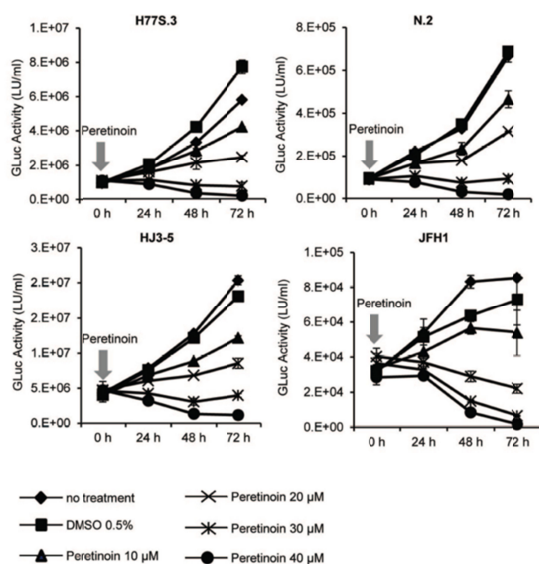 H77S.3
GLuc Activity (LU/ml)
1.E+07
8.E+06
6.E+06
4.E+06
2.E+06
0.E+00
Peretinoin
0 h 24 h 48 h 72 h
N.2
GLuc Activity (LU/ml)
8.E+05
6.E+05
4.E+05
2.E+05
0.E+00
Peretinoin
0 h 24 h 48 h 72 h
HJ3-5
GLuc Activity (LU/ml)
3.E+07
2.E+07
2.E+07
1.E+07
5.E+06
0.E+00
Peretinoin
0 h 24 h 48 h 72 h
JFH1
GLuc Activity (LU/ml)
1.E+05
8.E+04
6.E+04
4.E+04
2.E+04
0.E+00
Peretinoin
0 h 24 h 48 h 72 h
no treatment
DMSO 0.5%
Peretinoin 10 µM
Peretinoin 20 µM
Peretinoin 30 µM
Peretinoin 40 µM